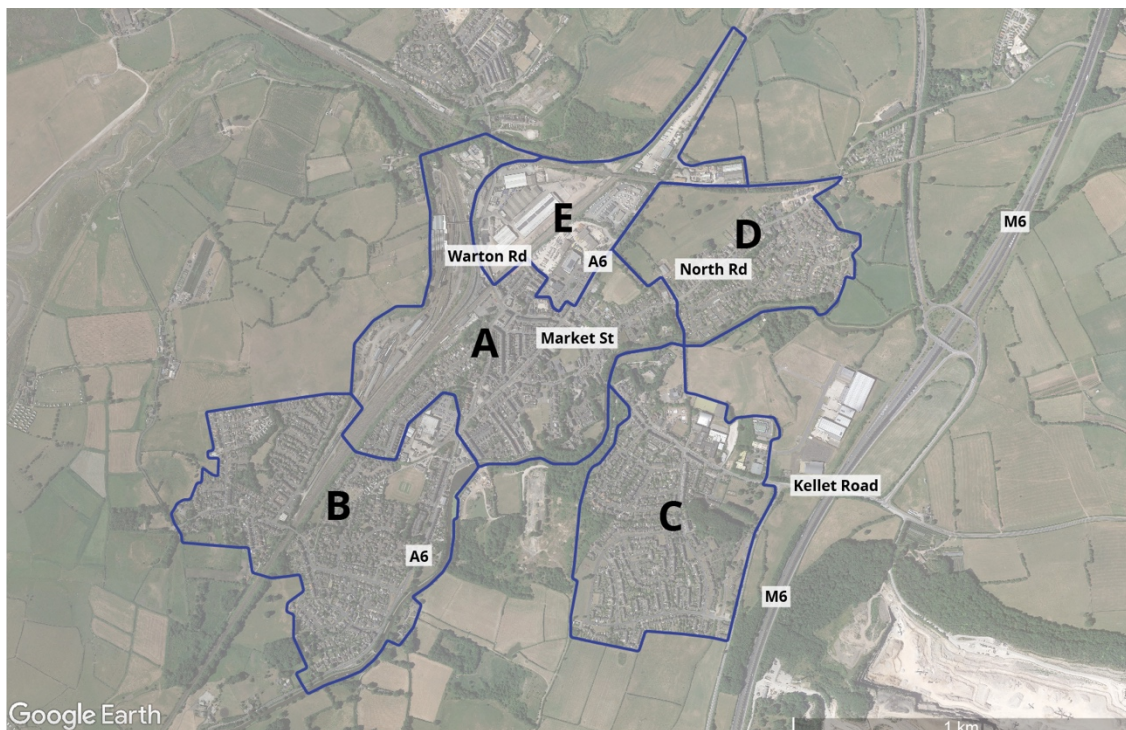 M6
E
D
Warton Rd
A6
North Rd
A
Market St
Kellet Road
B
C
A6
M6
Google Earth
1 km